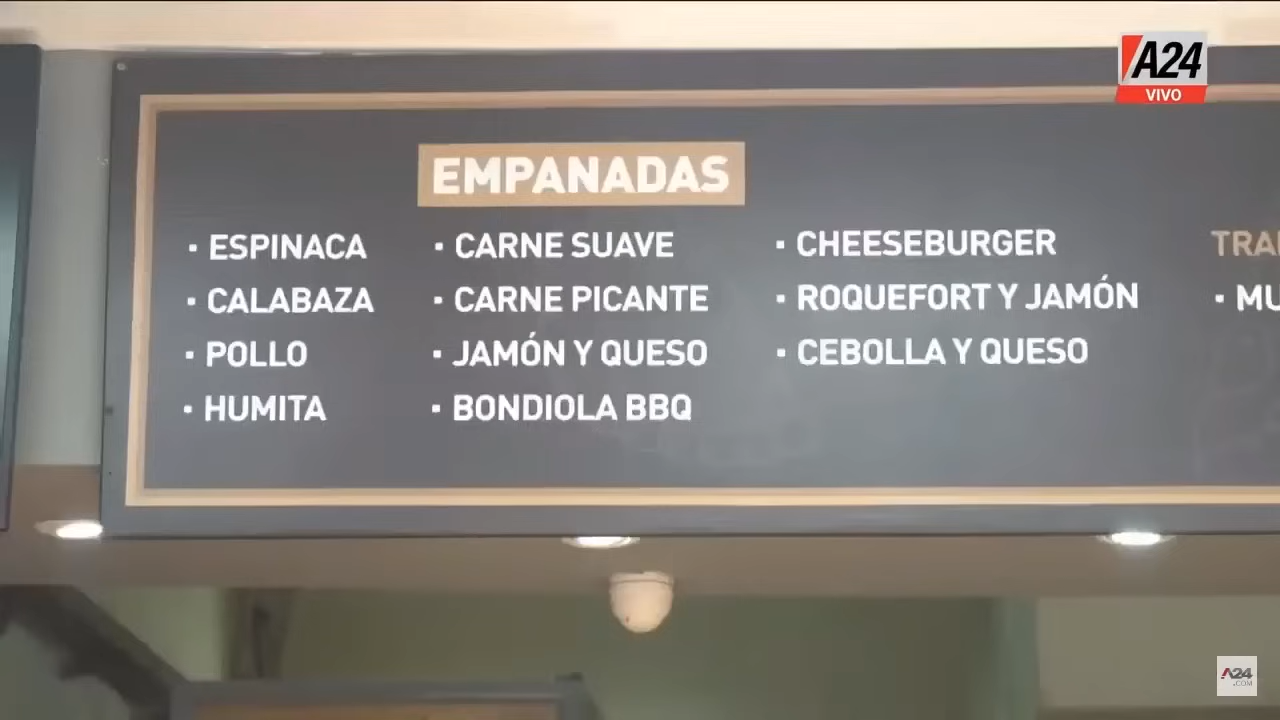 A24
VIVO
EMPANADAS
▪ ESPINACA
▪ CALABAZA
▪ POLLO
▪ HUMITA
▪ CARNE SUAVE
▪ CARNE PICANTE
▪ JAMÓN Y QUESO
▪ BONDIOLA BBQ
▪ CHEESEBURGER
▪ ROQUEFORT Y JAMÓN
▪ CEBOLLA Y QUESO
A24
.COM